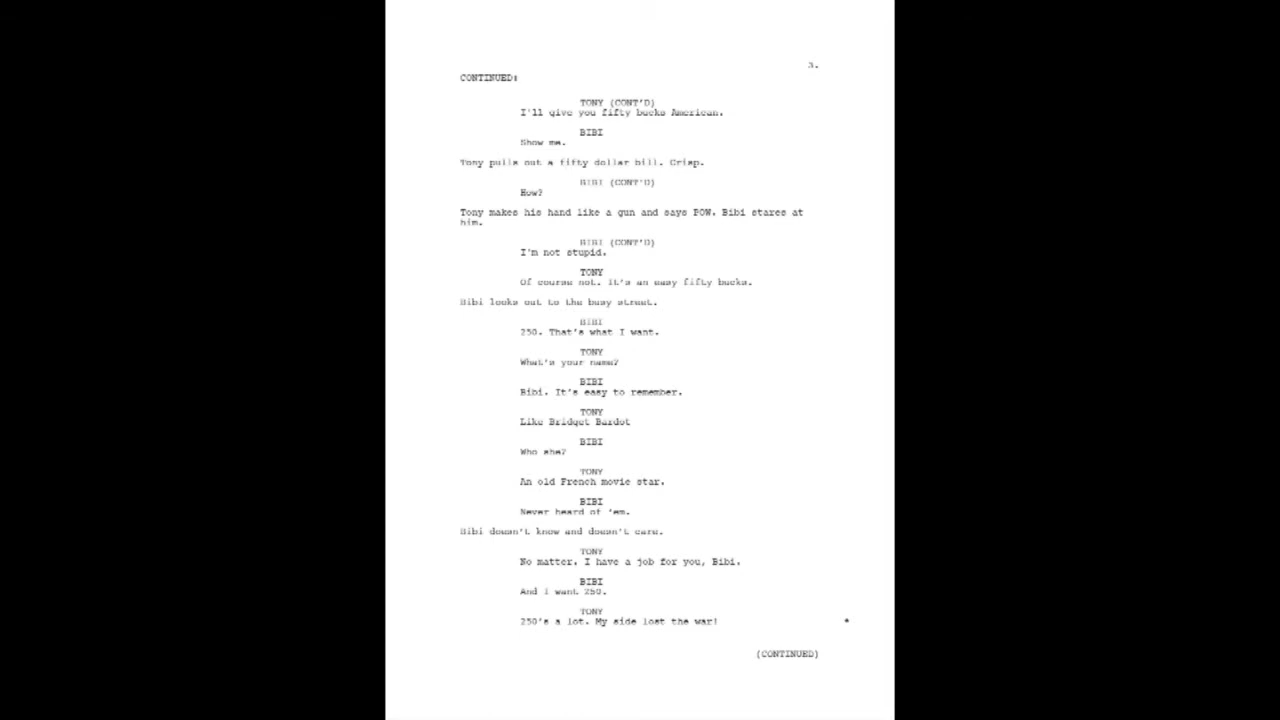 3.
CONTINUED:
TONY (CONT'D)
I'll give you fifty bucks American.
BIBI
Show me.
Tony pulls out a fifty dollar bill. Crisp.
BIBI (CONT'D)
How?
Tony makes his hand like a gun and says POW. Bibi stares at
him.
BIBI (CONT'D)
I'm not stupid.
TONY
Of course not. It's an easy fifty bucks.
Bibi looks out to the busy street.
BIBI
250. That's what I want.
TONY
What's your name?
BIBI
Bibi. It's easy to remember.
TONY
Like Bridget Bardot
BIBI
Who she?
TONY
An old French movie star.
BIBI
Never heard of 'em.
Bibi doesn't know and doesn't care.
TONY
No matter. I have a job for you, Bibi.
BIBI
And I want 250.
TONY
250's a lot. My side lost the war! *
(CONTINUED)